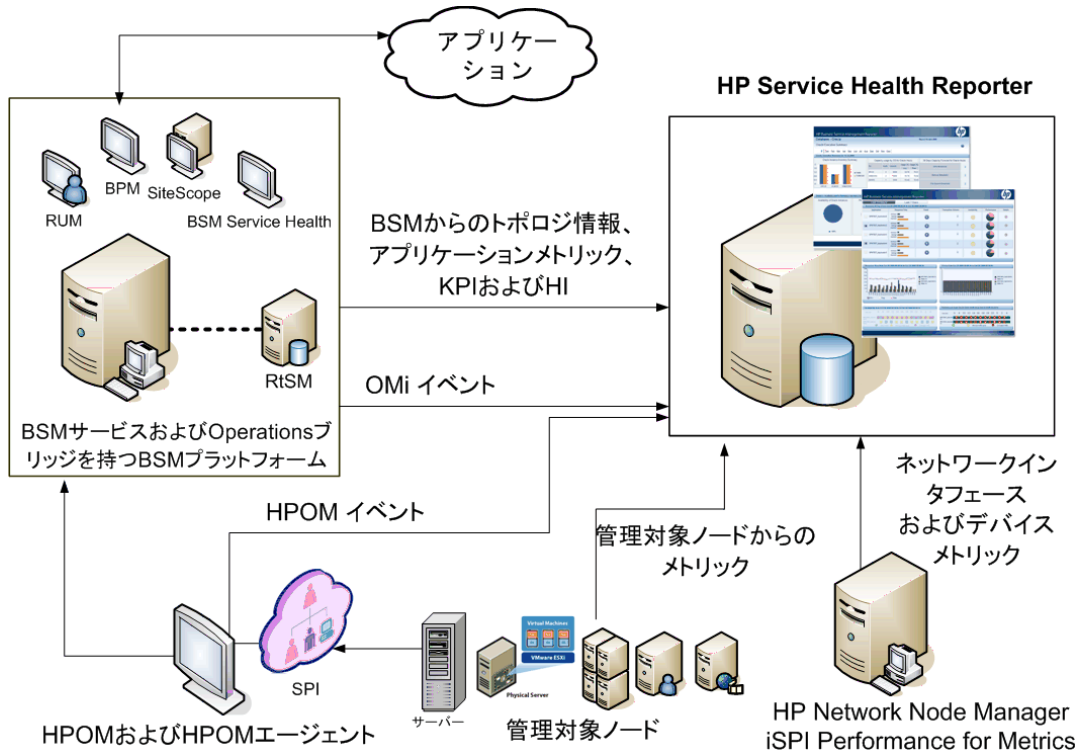 アプリケー
ション
HP Service Health Reporter
BPM
SiteScope
RUM
BSM Service Health
RtSM
BSMサービスおよびOperationsブ
リッジを持つBSMプラットフォーム
BSMからのトポロジ情報、
アプリケーションメトリック、
KPIおよびHI
OMi イベント
HPOM イベント
管理対象ノードからの
メトリック
ネットワークイン
タフェース
およびデバイス
メトリック
SPI
HPOMおよびHPOMエージェント
サーバー
Virtual Machines
VMware ESXi
Physical Server
管理対象ノード
HP Network Node Manager
iSPI Performance for Metrics